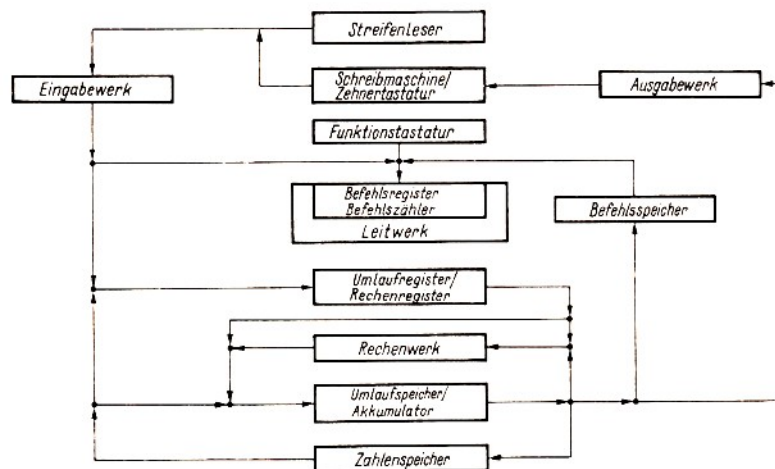 Streifenleser
Eingabewerk
Schreibmaschine/
Zehnertastatur
Ausgabewerk
Funktionstastatur
Befehlsregister
Befehlszähler
Leitwerk
Befehlsspeicher
Umlaufregister/
Rechenregister
Rechenwerk
Umlaufspeicher/
Akkumulator
Zahlenspeicher